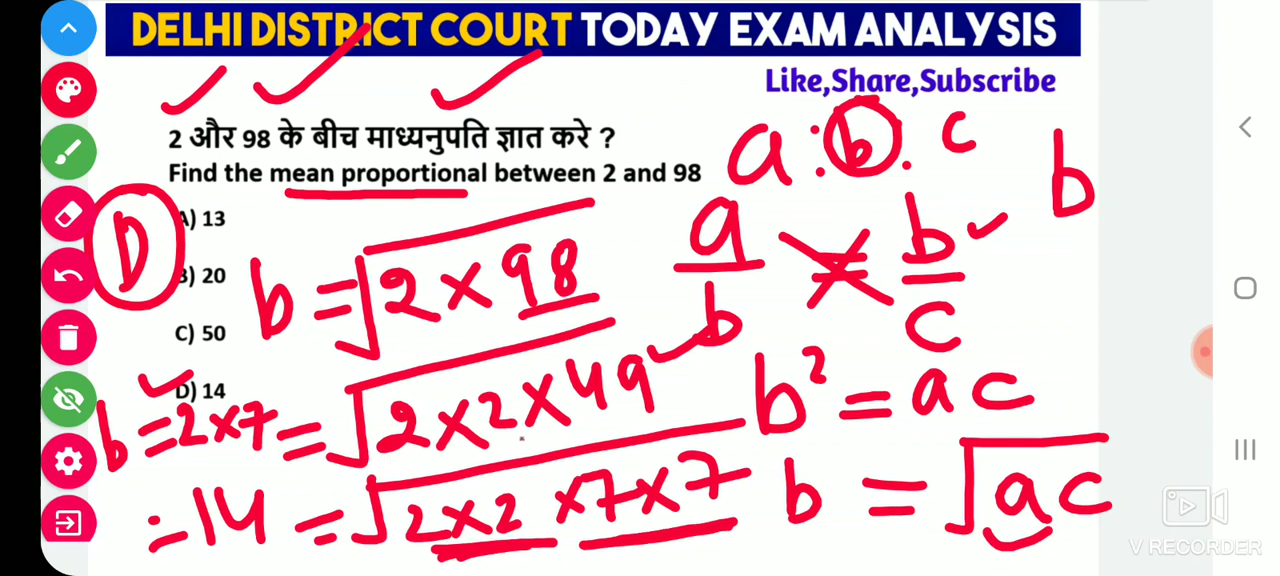 DELHI DISTRICT COURT TODAY EXAM ANALYSIS
Like,Share,Subscribe
2 और 98 के बीच माध्यनुपति ज्ञात करे ?
Find the mean proportional between 2 and 98
a : b : c
b
D
A) 13
B) 20
C) 50
D) 14
b = √2 × 98
a/b = b/c
= √2 × 2 × 49
b² = ac
b = 2 × 7
= √2 × 2 × 7 × 7
b = √ac
= 14
V RECORDER